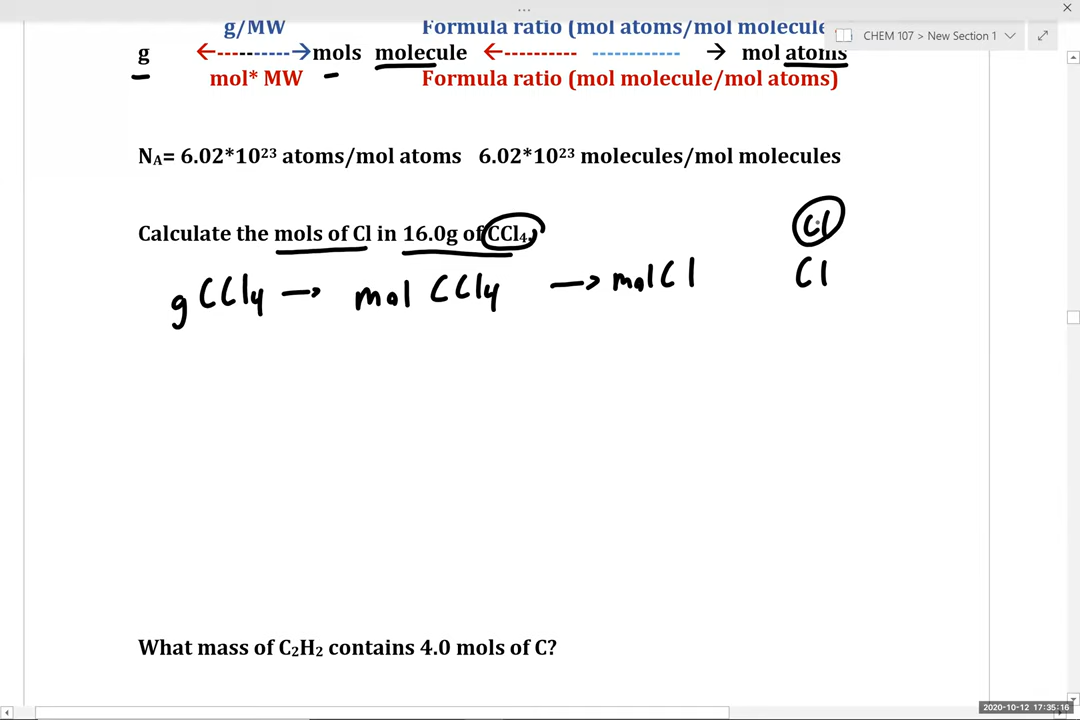 g/MW Formula ratio (mol atoms/mol molecule
CHEM 107 > New Section 1
g mols molecule mol atoms
mol* MW Formula ratio (mol molecule/mol atoms)
NA= 6.02*10²³ atoms/mol atoms 6.02*10²³ molecules/mol molecules
Cl
Calculate the mols of Cl in 16.0g of CCl₄.
g CCl₄ → mol CCl₄ → mol Cl Cl
What mass of C₂H₂ contains 4.0 mols of C?
2020-10-12 17:35:16